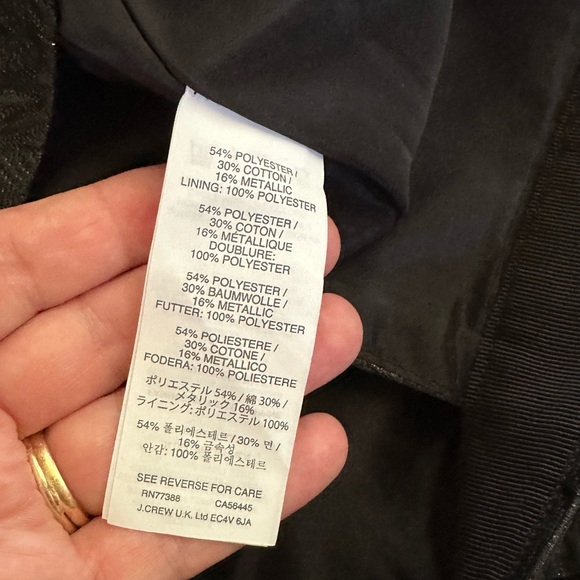 54% POLYESTER /
30% COTTON /
16% METALLIC
LINING: 100% POLYESTER
54% POLYESTER /
30% COTON /
16% MÉTALLIQUE
DOUBLURE:
100% POLYESTER
54% POLYESTER /
30% BAUMWOLLE /
16% METALLIC
FUTTER: 100% POLYESTER
54% POLIESTERE /
30% COTONE /
16% METALLICO
FODERA: 100% POLIESTERE
ポリエステル 54% / 綿 30% /
メタリック 16%
ライニング: ポリエステル 100%
54% 폴리에스테르 / 30% 면 /
16% 금속성
안감: 100% 폴리에스테르
SEE REVERSE FOR CARE
RN77388 CA56445
J.CREW U.K. Ltd EC4V 6JA